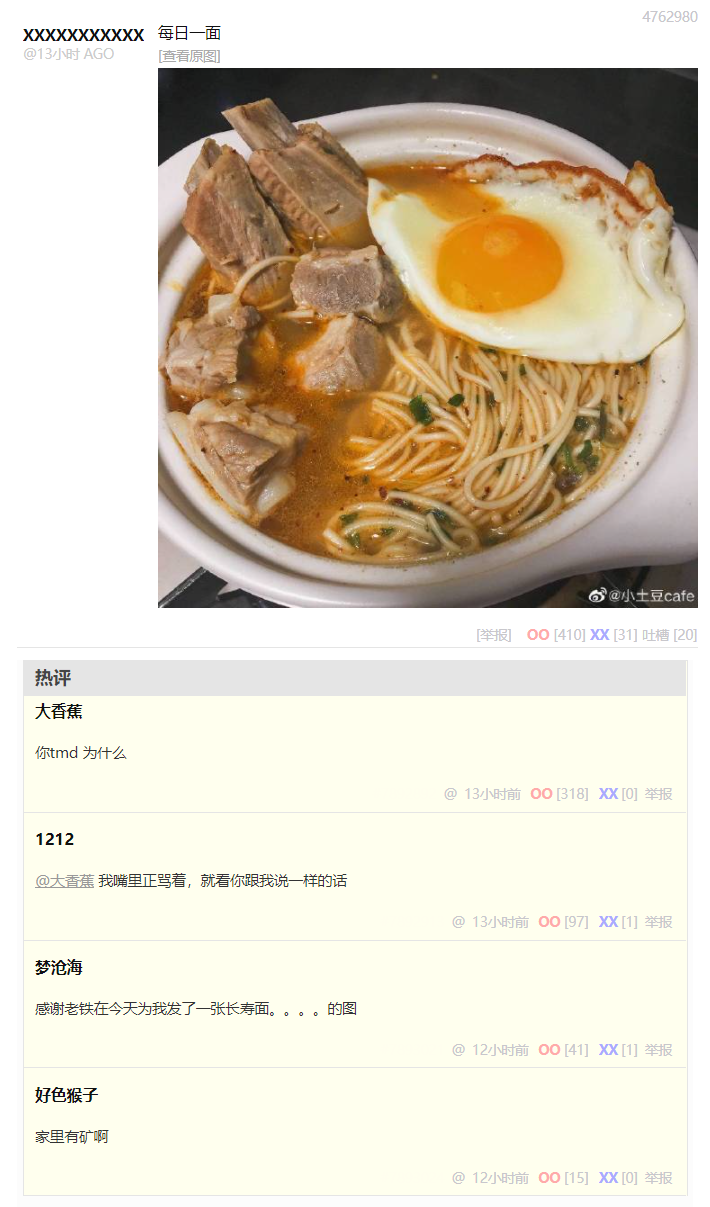 4762980
XXXXXXXXXXX
@13小时 AGO
每日一面
[查看原图]
@小土豆cafe
[举报] OO [410] XX [31] 吐槽 [20]
热评
大香蕉
你tmd 为什么
@ 13小时前 OO [318] XX [0] 举报
1212
@大香蕉 我嘴里正骂着，就看你跟我说一样的话
@ 13小时前 OO [97] XX [1] 举报
梦沧海
感谢老铁在今天为我发了一张长寿面。。。。的图
@ 12小时前 OO [41] XX [1] 举报
好色猴子
家里有矿啊
@ 12小时前 OO [15] XX [0] 举报